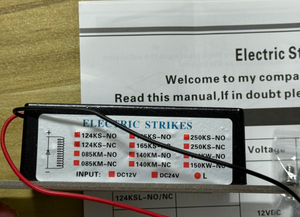 Electric St
Welcome to my compa
Read this manual,If in doubt ple
ELECTRIC STRIKES
124KS-NO 165KS-NO 250KS-NO
124KS-NC 165KS-NC 250KS-NC
085KM-NO 140KM-NO 150KW-NO
085KM-NC 140KM-NC 150KW-NC
INPUT: DC12V DC24V L
Voltage
124KSL-NO/NC
12V=C